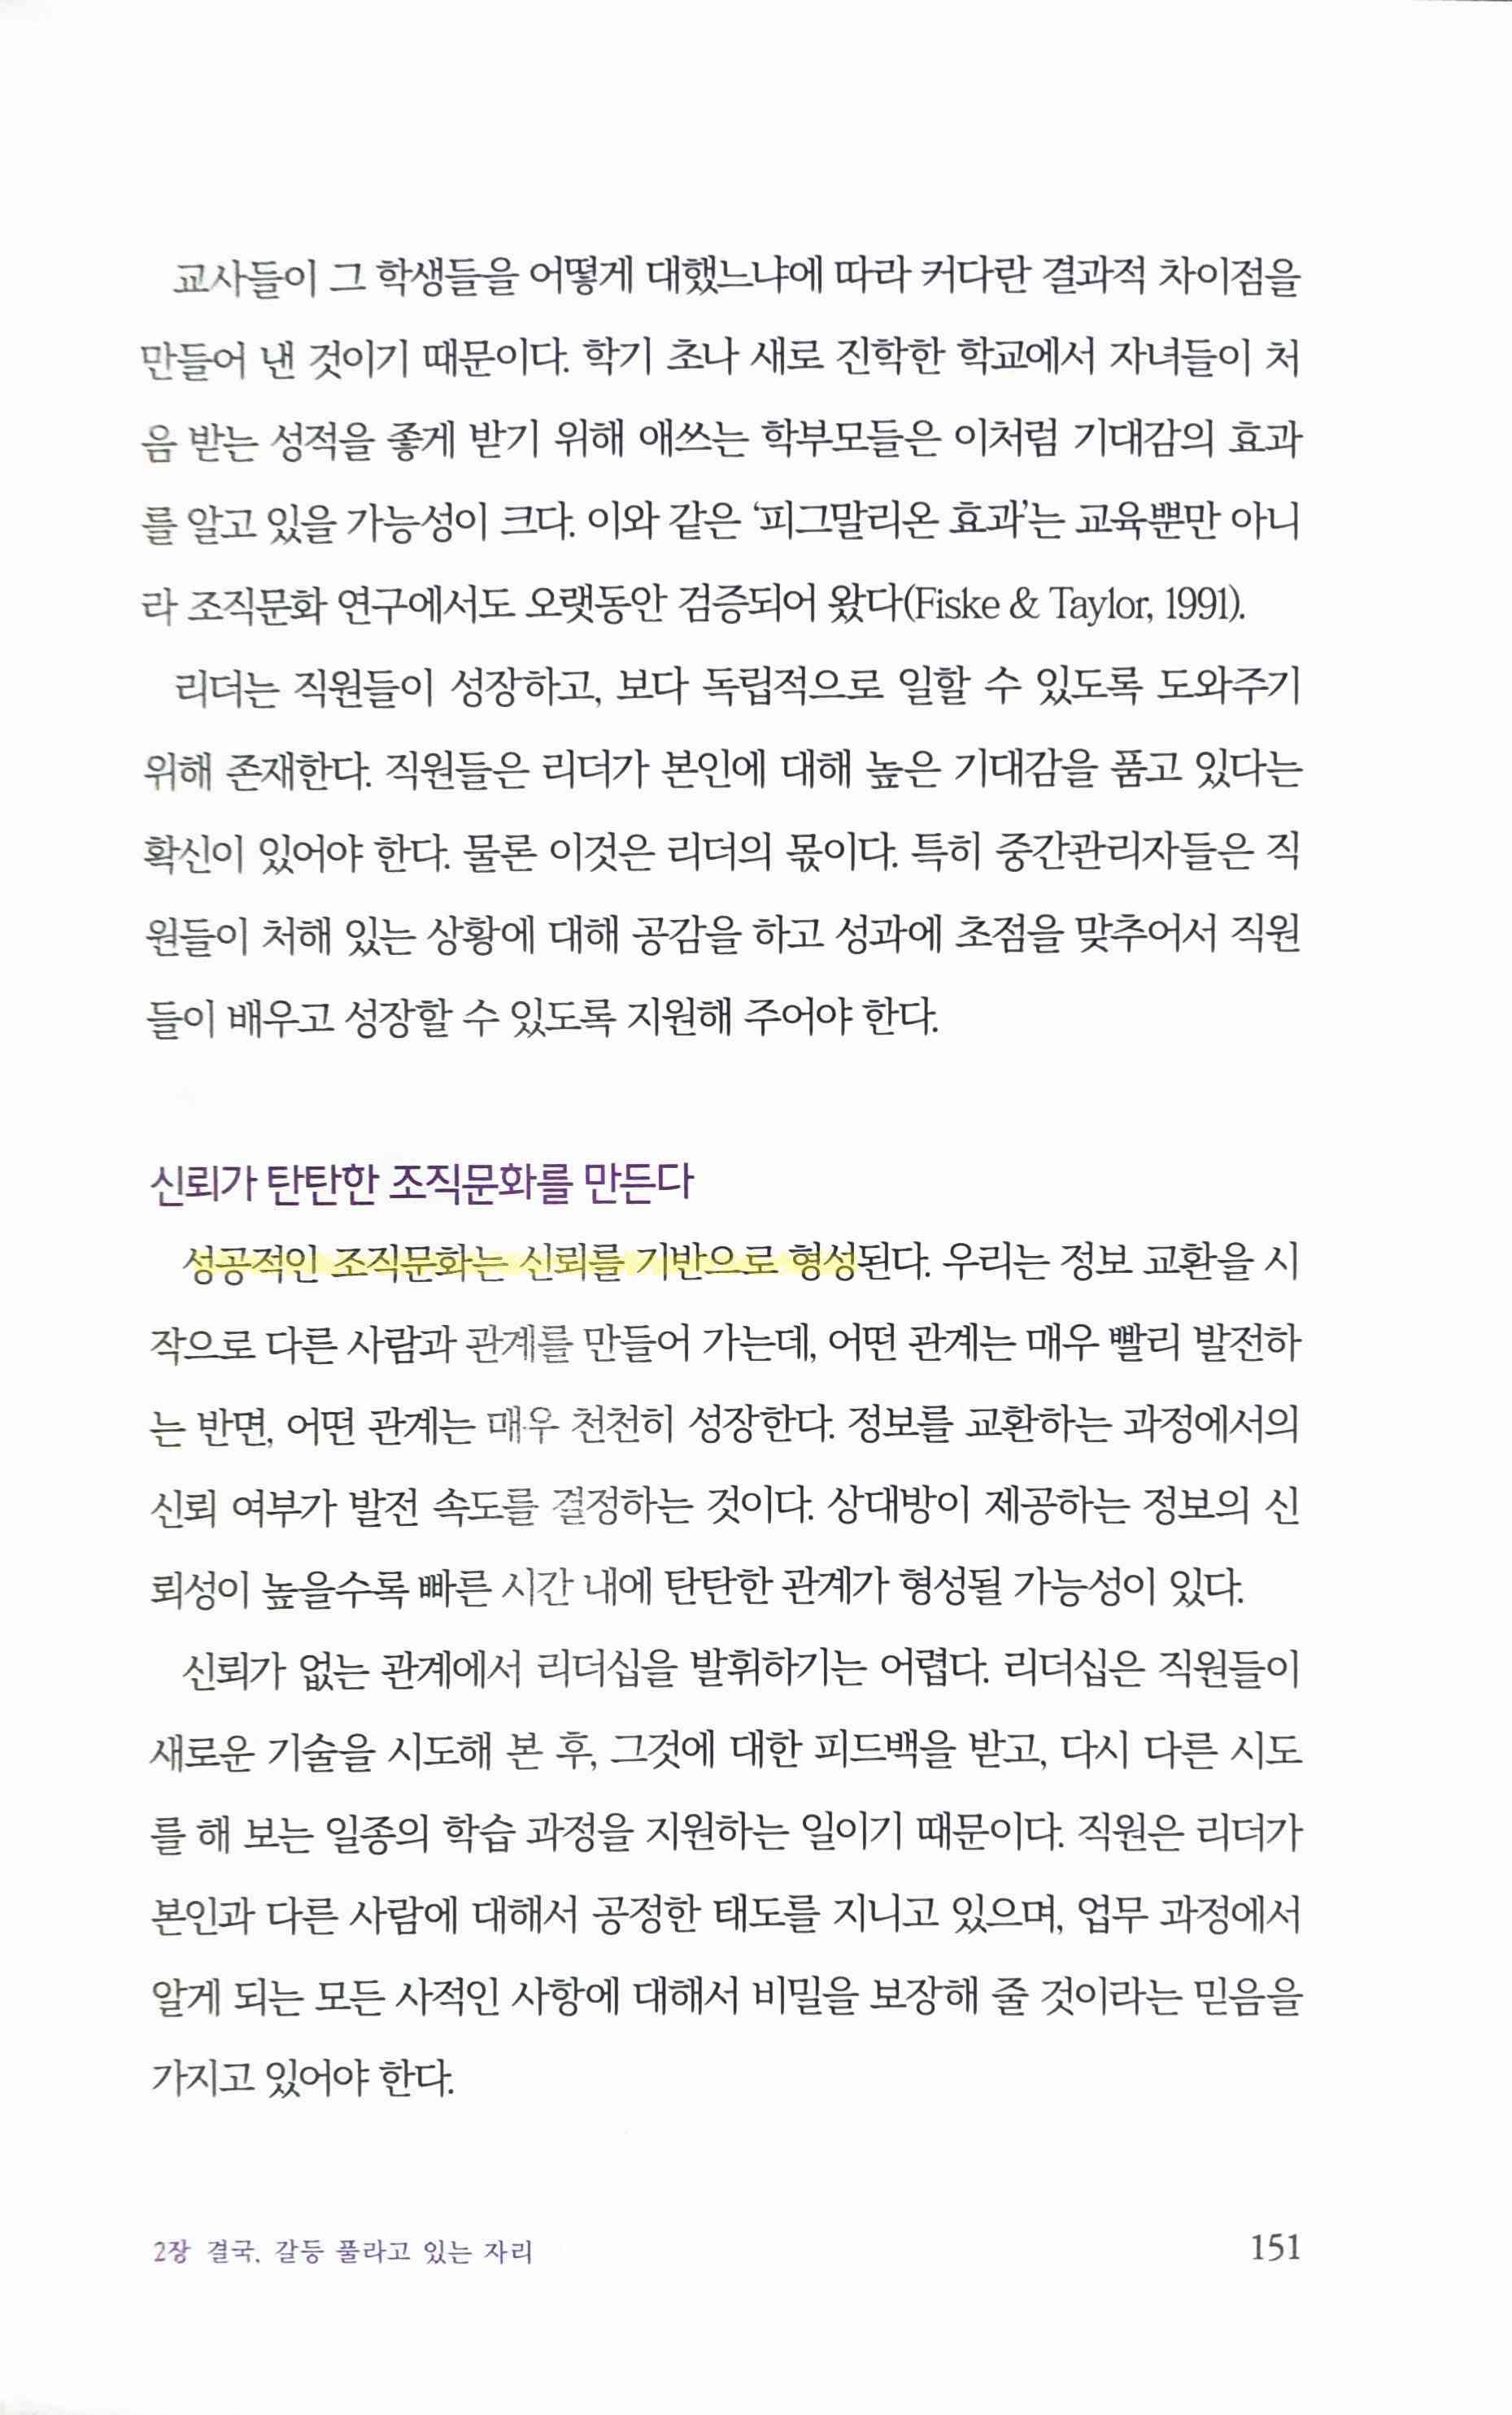 교사들이 그 학생들을 어떻게 대했느냐에 따라 커다란 결과적 차이점을
만들어 낸 것이기 때문이다. 학기 초나 새로 진학한 학교에서 자녀들이 처
음 받는 성적을 좋게 받기 위해 애쓰는 학부모들은 이처럼 기대감의 효과
를 알고 있을 가능성이 크다. 이와 같은 ‘피그말리온 효과’는 교육뿐만 아니
라 조직문화 연구에서도 오랫동안 검증되어 왔다(Fiske & Taylor, 1991).
리더는 직원들이 성장하고, 보다 독립적으로 일할 수 있도록 도와주기
위해 존재한다. 직원들은 리더가 본인에 대해 높은 기대감을 품고 있다는
확신이 있어야 한다. 물론 이것은 리더의 몫이다. 특히 중간관리자들은 직
원들이 처해 있는 상황에 대해 공감을 하고 성과에 초점을 맞추어서 직원
들이 배우고 성장할 수 있도록 지원해 주어야 한다.
신뢰가 탄탄한 조직문화를 만든다
성공적인 조직문화는 신뢰를 기반으로 형성된다. 우리는 정보 교환을 시
작으로 다른 사람과 관계를 만들어 가는데, 어떤 관계는 매우 빨리 발전하
는 반면, 어떤 관계는 매우 천천히 성장한다. 정보를 교환하는 과정에서의
신뢰 여부가 발전 속도를 결정하는 것이다. 상대방이 제공하는 정보의 신
뢰성이 높을수록 빠른 시간 내에 탄탄한 관계가 형성될 가능성이 있다.
신뢰가 없는 관계에서 리더십을 발휘하기는 어렵다. 리더십은 직원들이
새로운 기술을 시도해 본 후, 그것에 대한 피드백을 받고, 다시 다른 시도
를 해 보는 일종의 학습 과정을 지원하는 일이기 때문이다. 직원은 리더가
본인과 다른 사람에 대해서 공정한 태도를 지니고 있으며, 업무 과정에서
알게 되는 모든 사적인 사항에 대해서 비밀을 보장해 줄 것이라는 믿음을
가지고 있어야 한다.
2장 결국, 갈등 풀라고 있는 자리 151